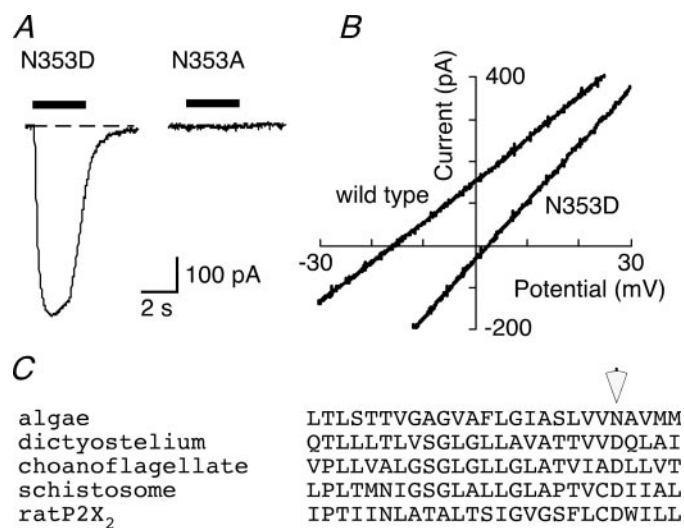 A
B
N353D
N353A
100 pA
2 s
400
Current (pA)
wild type
N353D
-30
30
Potential (mV)
-200
C
algae LTLSTTVGAGVAFLGIASLVVNAVMM
dictyostelium QTLLLTLVSGLGLLAVATTVVDQLAI
choanoflagellate VPLLVALGSGLGLLGLATVIADLLVT
schistosome LPLTMNIGSGLALLGLAPTVCDIIAL
ratP2X2 IPTIINLATALTSIGVGSFLCDWILL